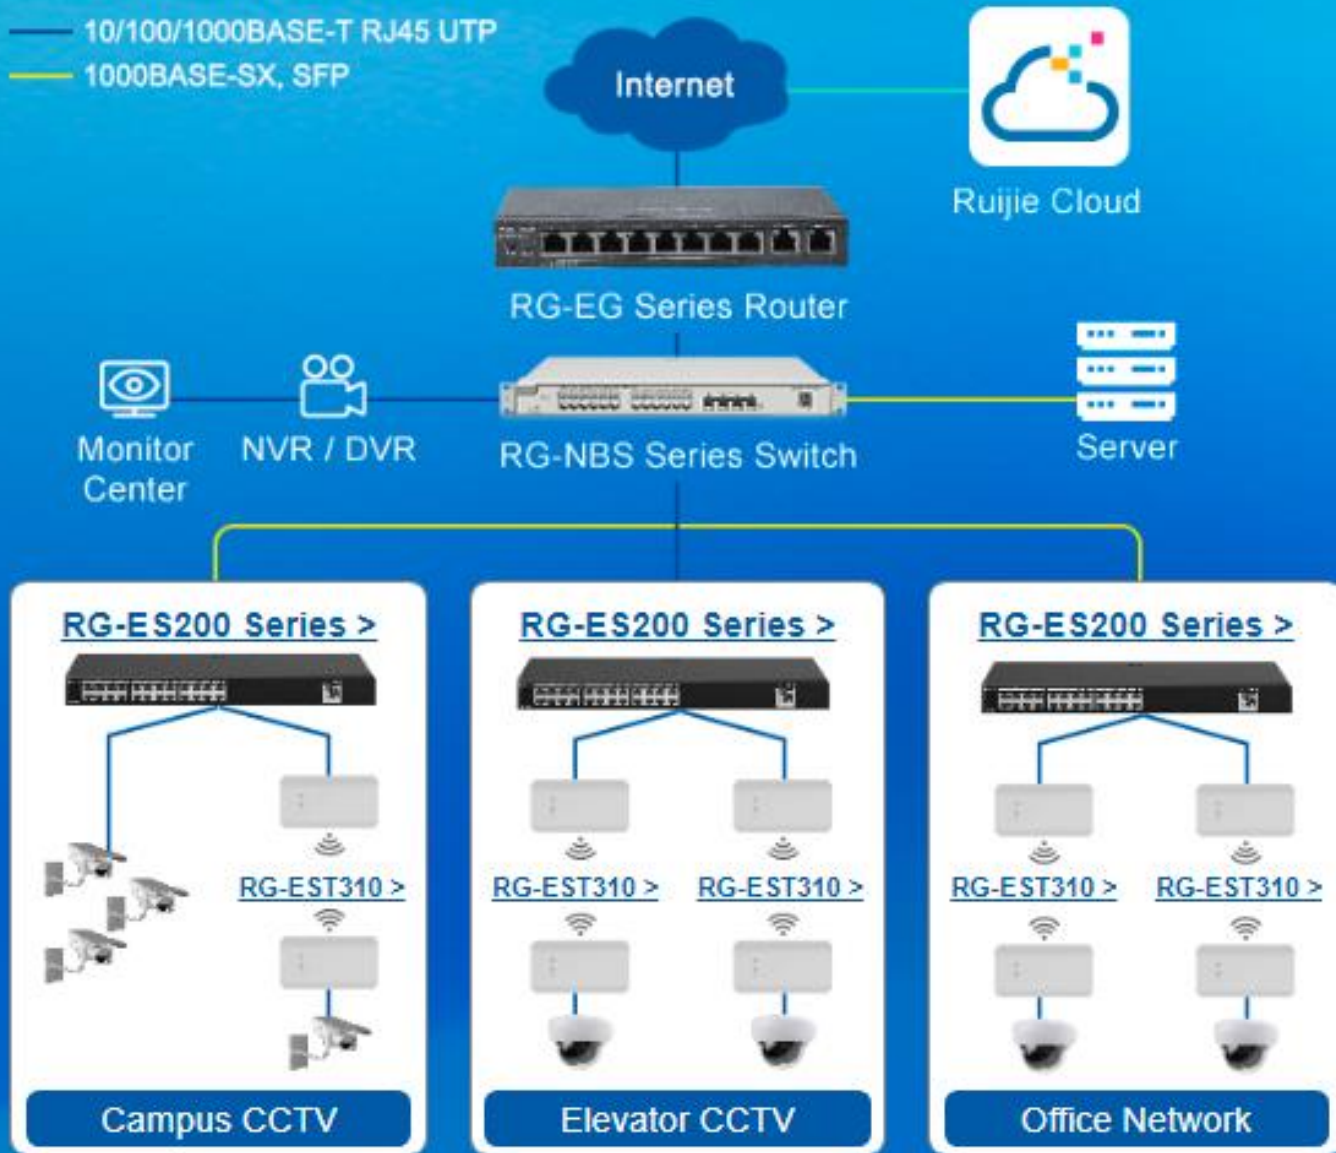 10/100/1000BASE-T RJ45 UTP
1000BASE-SX, SFP
Internet
Ruijie Cloud
RG-EG Series Router
Monitor
Center
NVR / DVR
RG-NBS Series Switch
Server
RG-ES200 Series >
RG-EST310 >
Campus CCTV
RG-ES200 Series >
RG-EST310 > RG-EST310 >
Elevator CCTV
RG-ES200 Series >
RG-EST310 > RG-EST310 >
Office Network